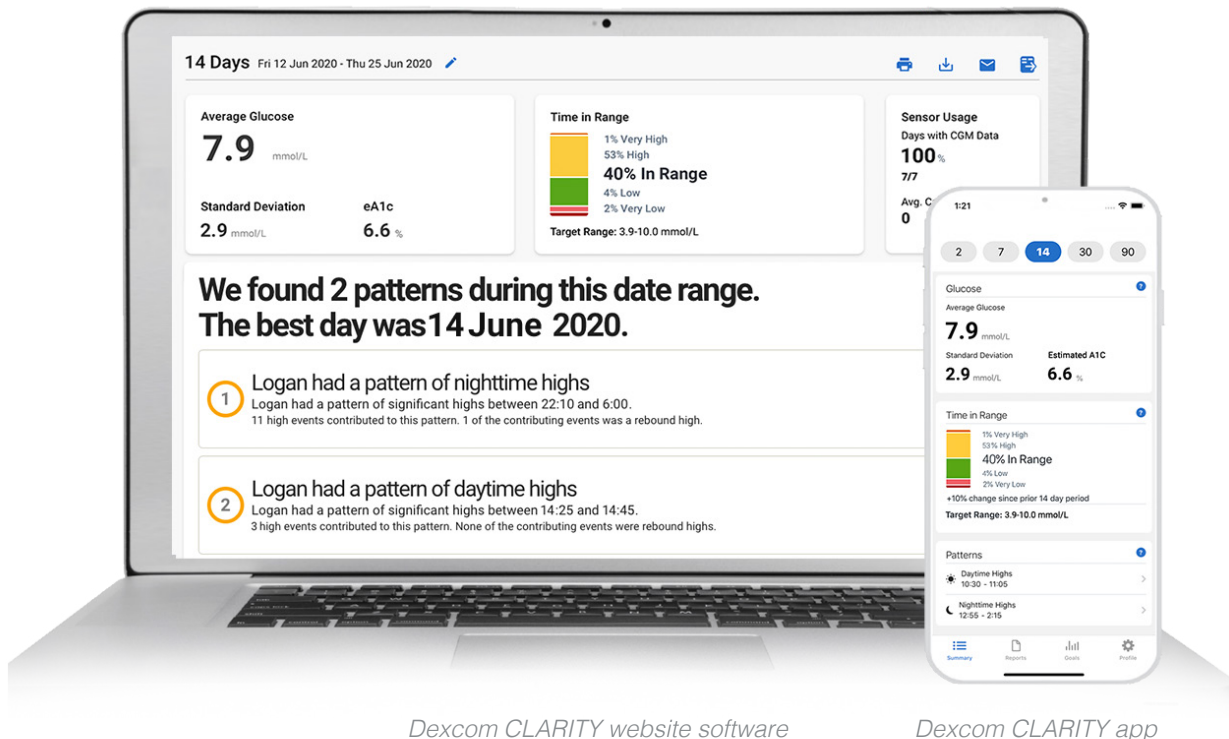 14 Days Fri 12 Jun 2020 - Thu 25 Jun 2020
Average Glucose
7.9 mmol/L
Standard Deviation eA1c
2.9 mmol/L 6.6 %
Time in Range
1% Very High
53% High
40% In Range
4% Low
2% Very Low
Target Range: 3.9-10.0 mmol/L
Sensor Usage
Days with CGM Data
100 %
7/7
Avg.
0
We found 2 patterns during this date range.
The best day was14 June 2020.
1
Logan had a pattern of nighttime highs
Logan had a pattern of significant highs between 22:10 and 6:00.
11 high events contributed to this pattern. 1 of the contributing events was a rebound high.
2
Logan had a pattern of daytime highs
Logan had a pattern of significant highs between 14:25 and 14:45.
3 high events contributed to this pattern. None of the contributing events were rebound highs.
1:21
2 7 14 30 90
Glucose ?
Average Glucose
7.9 mmol/L
Standard Deviation Estimated A1C
2.9 mmol/L 6.6 %
Time in Range ?
1% Very High
53% High
40% In Range
4% Low
2% Very Low
+10% change since prior 14 day period
Target Range: 3.9-10.0 mmol/L
Patterns ?
Daytime Highs
10:30 - 11:05
Nighttime Highs
12:55 - 2:15
Summary Reports Goals Profile
Dexcom CLARITY website software Dexcom CLARITY app